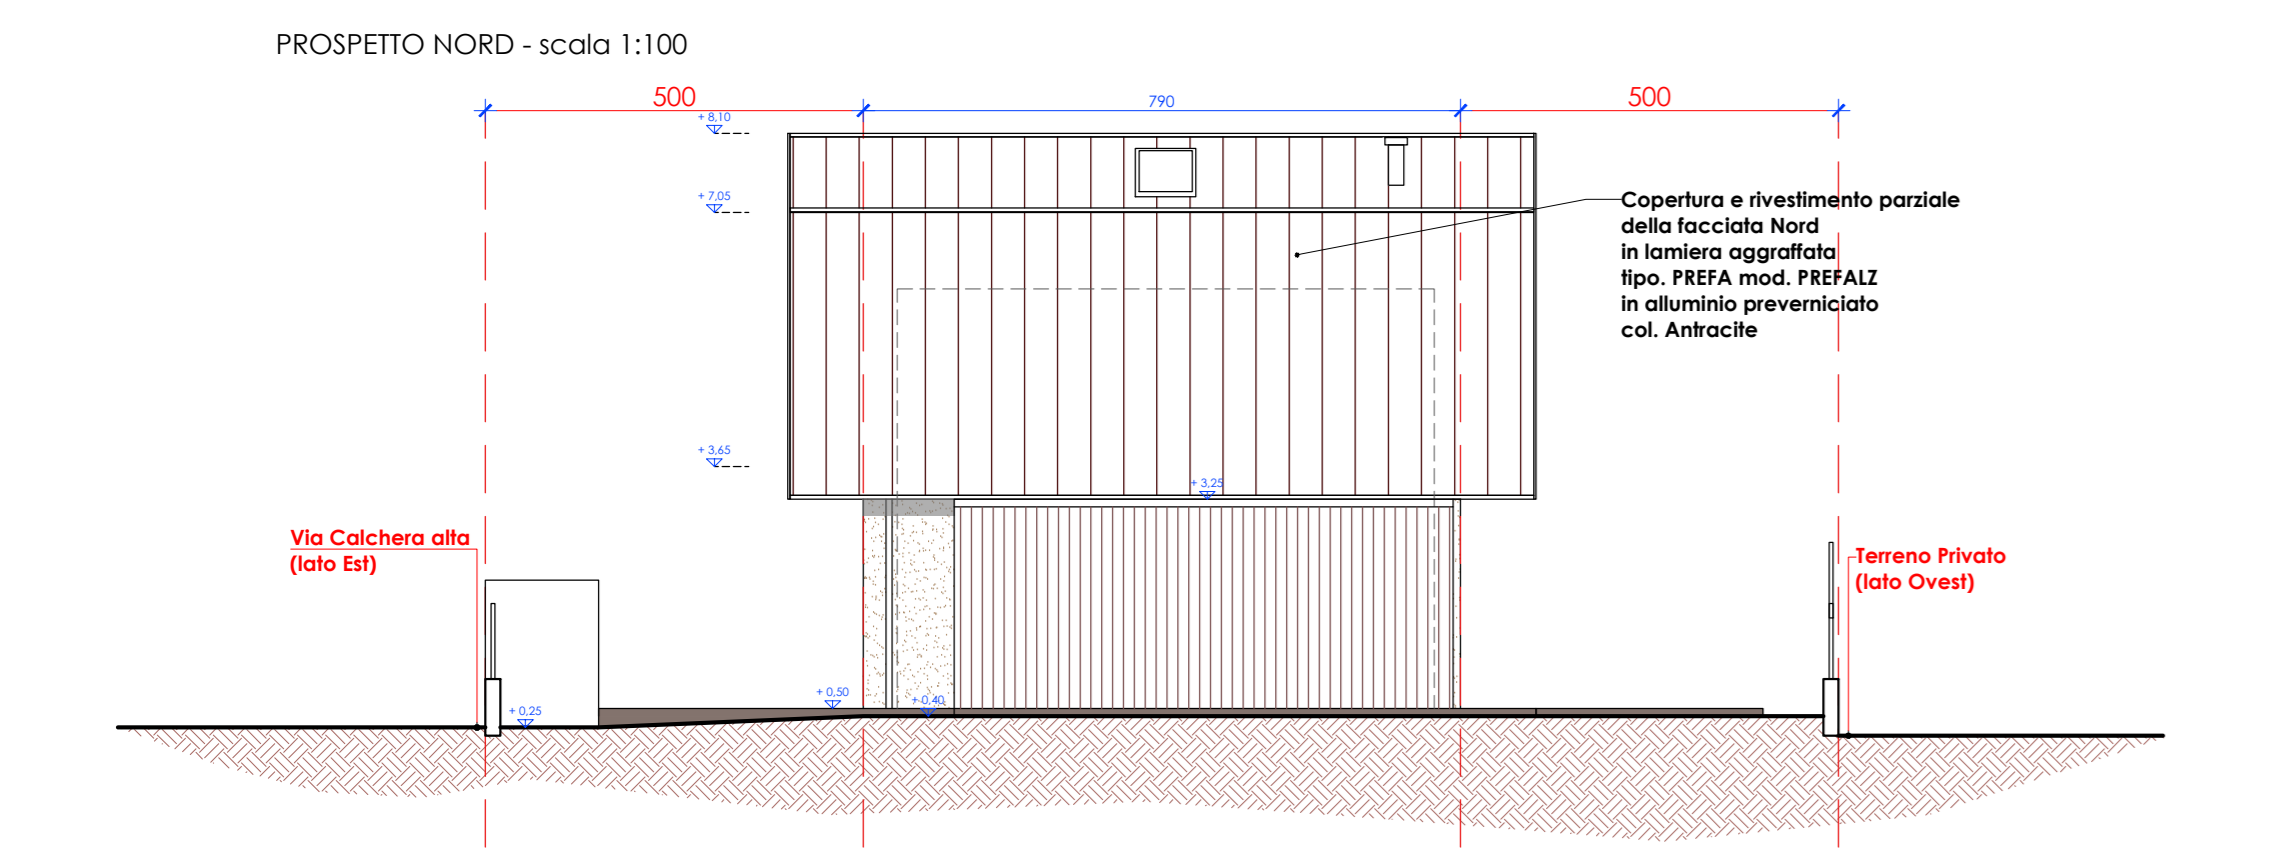 PROSPETTO NORD - scala 1:100
500
790
500
+ 8,10
+ 7,05
Copertura e rivestimento parziale
della facciata Nord
in lamiera aggraffata
tipo. PREFA mod. PREFALZ
in alluminio preverniciato
col. Antracite
+ 3,65
+ 3,25
Via Calchera alta
(lato Est)
Terreno Privato
(lato Ovest)
+ 0,50
+ 0,40
+ 0,25